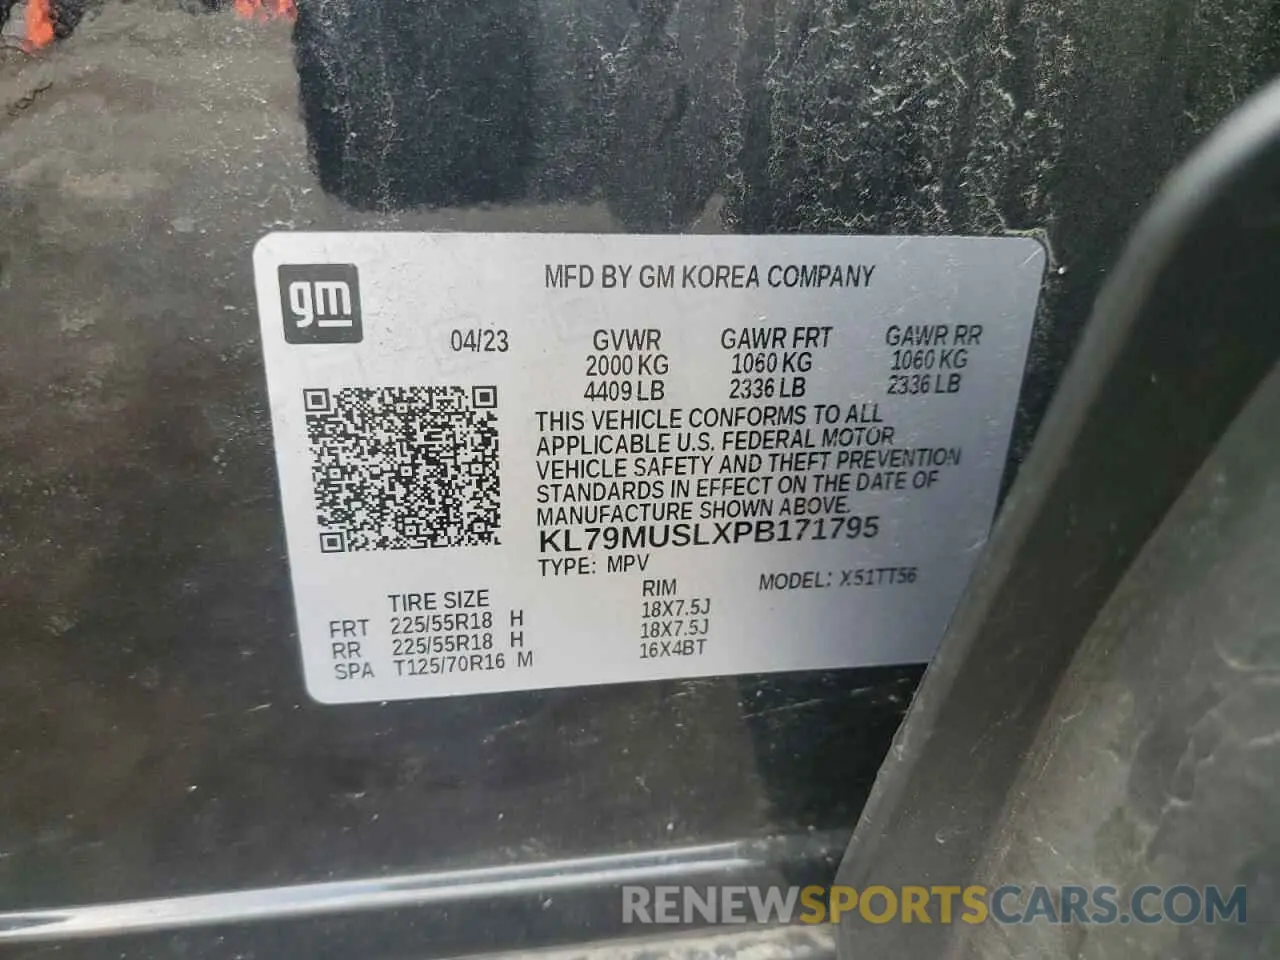 gm
MFD BY GM KOREA COMPANY
04/23 GVWR GAWR FRT GAWR RR
2000 KG 1060 KG 1060 KG
4409 LB 2336 LB 2336 LB
THIS VEHICLE CONFORMS TO ALL
APPLICABLE U.S. FEDERAL MOTOR
VEHICLE SAFETY AND THEFT PREVENTION
STANDARDS IN EFFECT ON THE DATE OF
MANUFACTURE SHOWN ABOVE.
KL79MUSLXPB171795
TYPE: MPV MODEL: X51TT56
TIRE SIZE RIM
FRT 225/55R18 H 18X7.5J
RR 225/55R18 H 18X7.5J
SPA T125/70R16 M 16X4BT
RENEWSPORTSCARS.COM